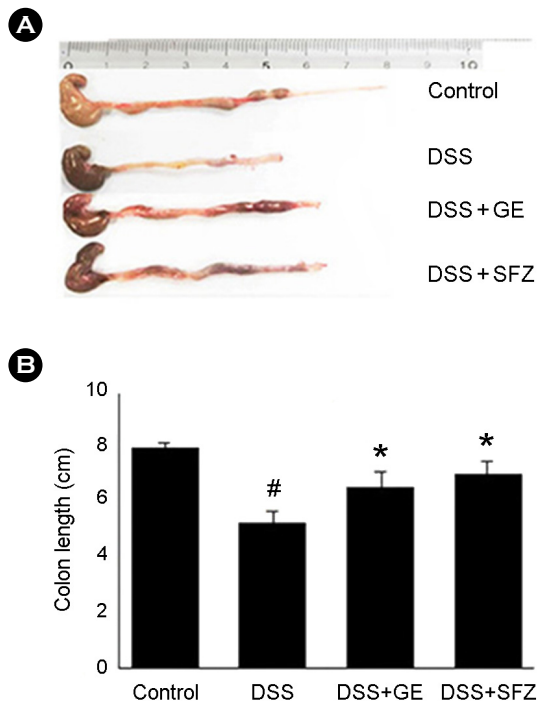 A
0 1 2 3 4 5 6 7 8 9 10
Control
DSS
DSS + GE
DSS + SFZ
B
10
8
6
4
2
0
Colon length (cm)
#
*
*
Control DSS DSS+GE DSS+SFZ